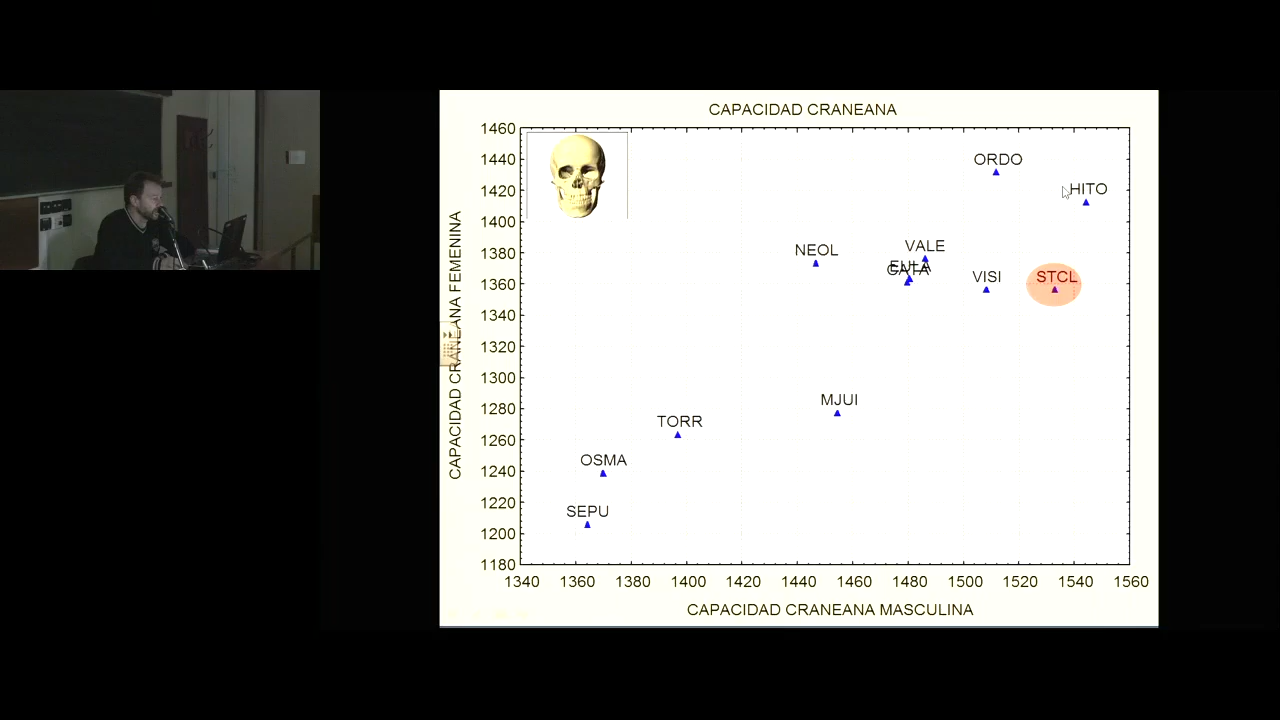 CAPACIDAD CRANEANA
1460
1440
1420
1400
1380
1360
1340
1320
1300
1280
1260
1240
1220
1200
1180
CAPACIDAD CRANEANA FEMENINA
ORDO
HITO
VALE
NEOL
CATA
VISI
STCL
MJUI
TORR
OSMA
SEPU
1340 1360 1380 1400 1420 1440 1460 1480 1500 1520 1540 1560
CAPACIDAD CRANEANA MASCULINA